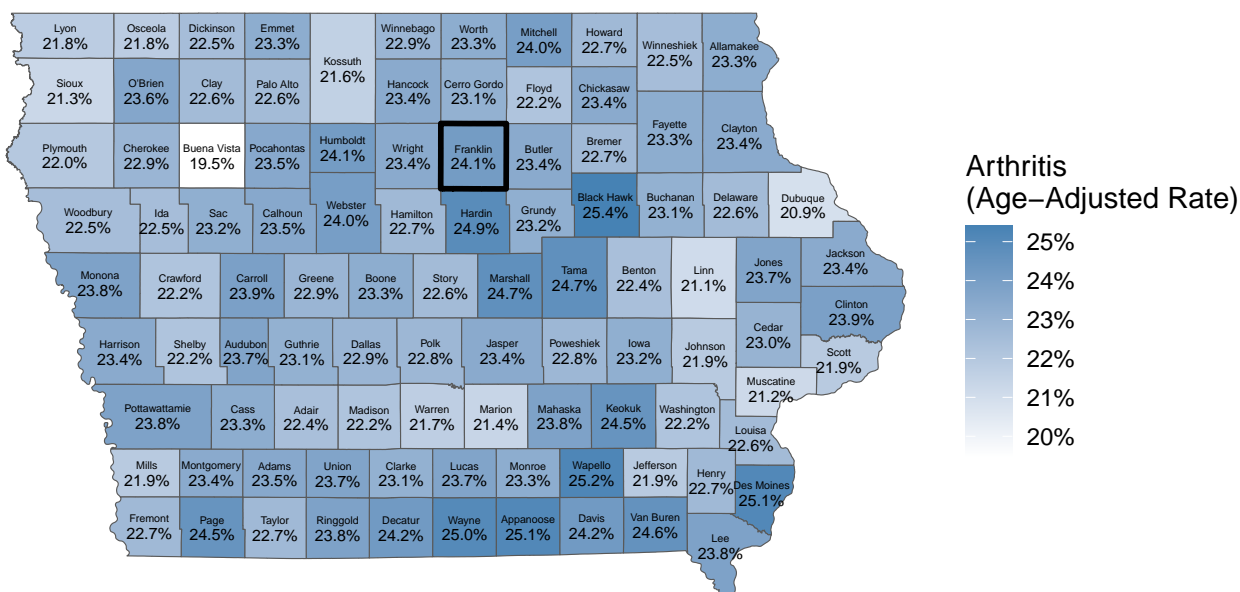 Lyon
21.8%
Osceola
21.8%
Dickinson
22.5%
Emmet
23.3%
Kossuth
21.6%
Winnebago
22.9%
Worth
23.3%
Mitchell
24.0%
Howard
22.7%
Winneshiek
22.5%
Allamakee
23.3%
Sioux
21.3%
O'Brien
23.6%
Clay
22.6%
Palo Alto
22.6%
Hancock
23.4%
Cerro Gordo
23.1%
Floyd
22.2%
Chickasaw
23.4%
Fayette
23.3%
Clayton
23.4%
Plymouth
22.0%
Cherokee
22.9%
Buena Vista
19.5%
Pocahontas
23.5%
Humboldt
24.1%
Wright
23.4%
Franklin
24.1%
Butler
23.4%
Bremer
22.7%
Woodbury
22.5%
Ida
22.5%
Sac
23.2%
Calhoun
23.5%
Webster
24.0%
Hamilton
22.7%
Hardin
24.9%
Grundy
23.2%
Black Hawk
25.4%
Buchanan
23.1%
Delaware
22.6%
Dubuque
20.9%
Monona
23.8%
Crawford
22.2%
Carroll
23.9%
Greene
22.9%
Boone
23.3%
Story
22.6%
Marshall
24.7%
Tama
24.7%
Benton
22.4%
Linn
21.1%
Jones
23.7%
Jackson
23.4%
Clinton
23.9%
Harrison
23.4%
Shelby
22.2%
Audubon
23.7%
Guthrie
23.1%
Dallas
22.9%
Polk
22.8%
Jasper
23.4%
Poweshiek
22.8%
Iowa
23.2%
Johnson
21.9%
Cedar
23.0%
Scott
21.9%
Muscatine
21.2%
Pottawattamie
23.8%
Cass
23.3%
Adair
22.4%
Madison
22.2%
Warren
21.7%
Marion
21.4%
Mahaska
23.8%
Keokuk
24.5%
Washington
22.2%
Louisa
22.6%
Mills
21.9%
Montgomery
23.4%
Adams
23.5%
Union
23.7%
Clarke
23.1%
Lucas
23.7%
Monroe
23.3%
Wapello
25.2%
Jefferson
21.9%
Henry
22.7%
Des Moines
25.1%
Fremont
22.7%
Page
24.5%
Taylor
22.7%
Ringgold
23.8%
Decatur
24.2%
Wayne
25.0%
Appanoose
25.1%
Davis
24.2%
Van Buren
24.6%
Lee
23.8%
Arthritis
(Age−Adjusted Rate)
25%
24%
23%
22%
21%
20%